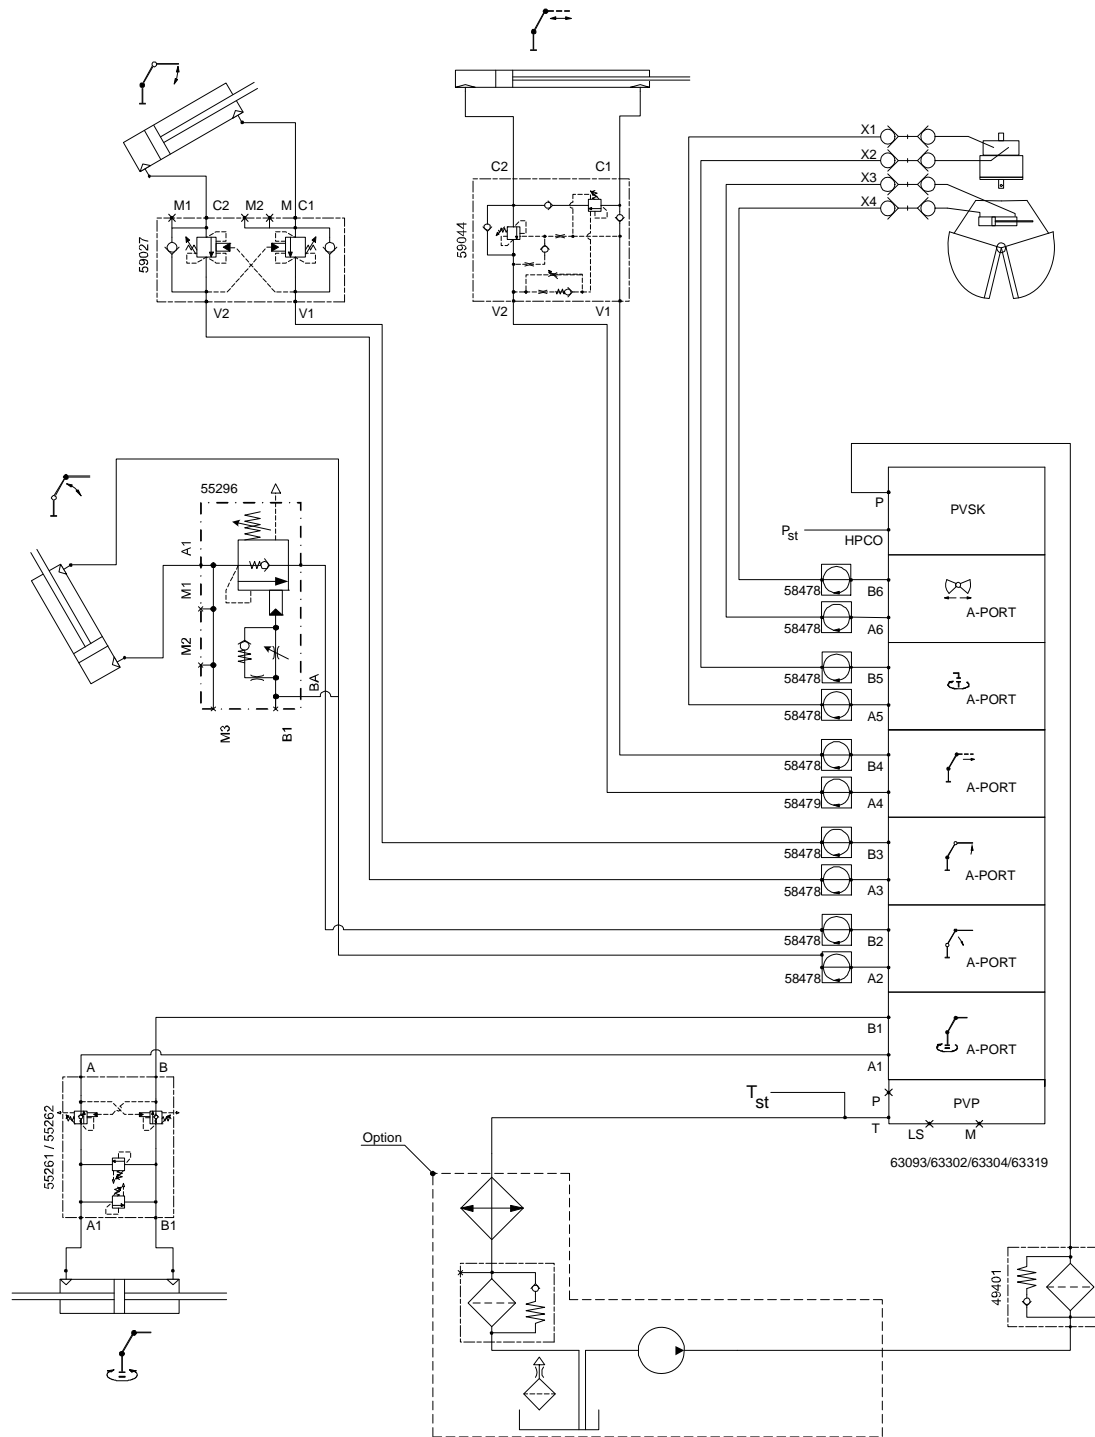 X1
X2
X3
X4
C2
C1
59044
V2
V1
M1
C2
M2
M
C1
59027
V2
V1
55296
A1
M1
M2
M3
B1
BA
P
PVSK
Pst
HPCO
58478
B6
A-PORT
58478
A6
58478
B5
A-PORT
58478
A5
58478
B4
A-PORT
58479
A4
58478
B3
A-PORT
58478
A3
58478
B2
A-PORT
58478
A2
B1
A-PORT
A1
A
B
55261 / 55262
A1
B1
Tst
P
PVP
T
LS
M
63093/63302/63304/63319
Option
49401